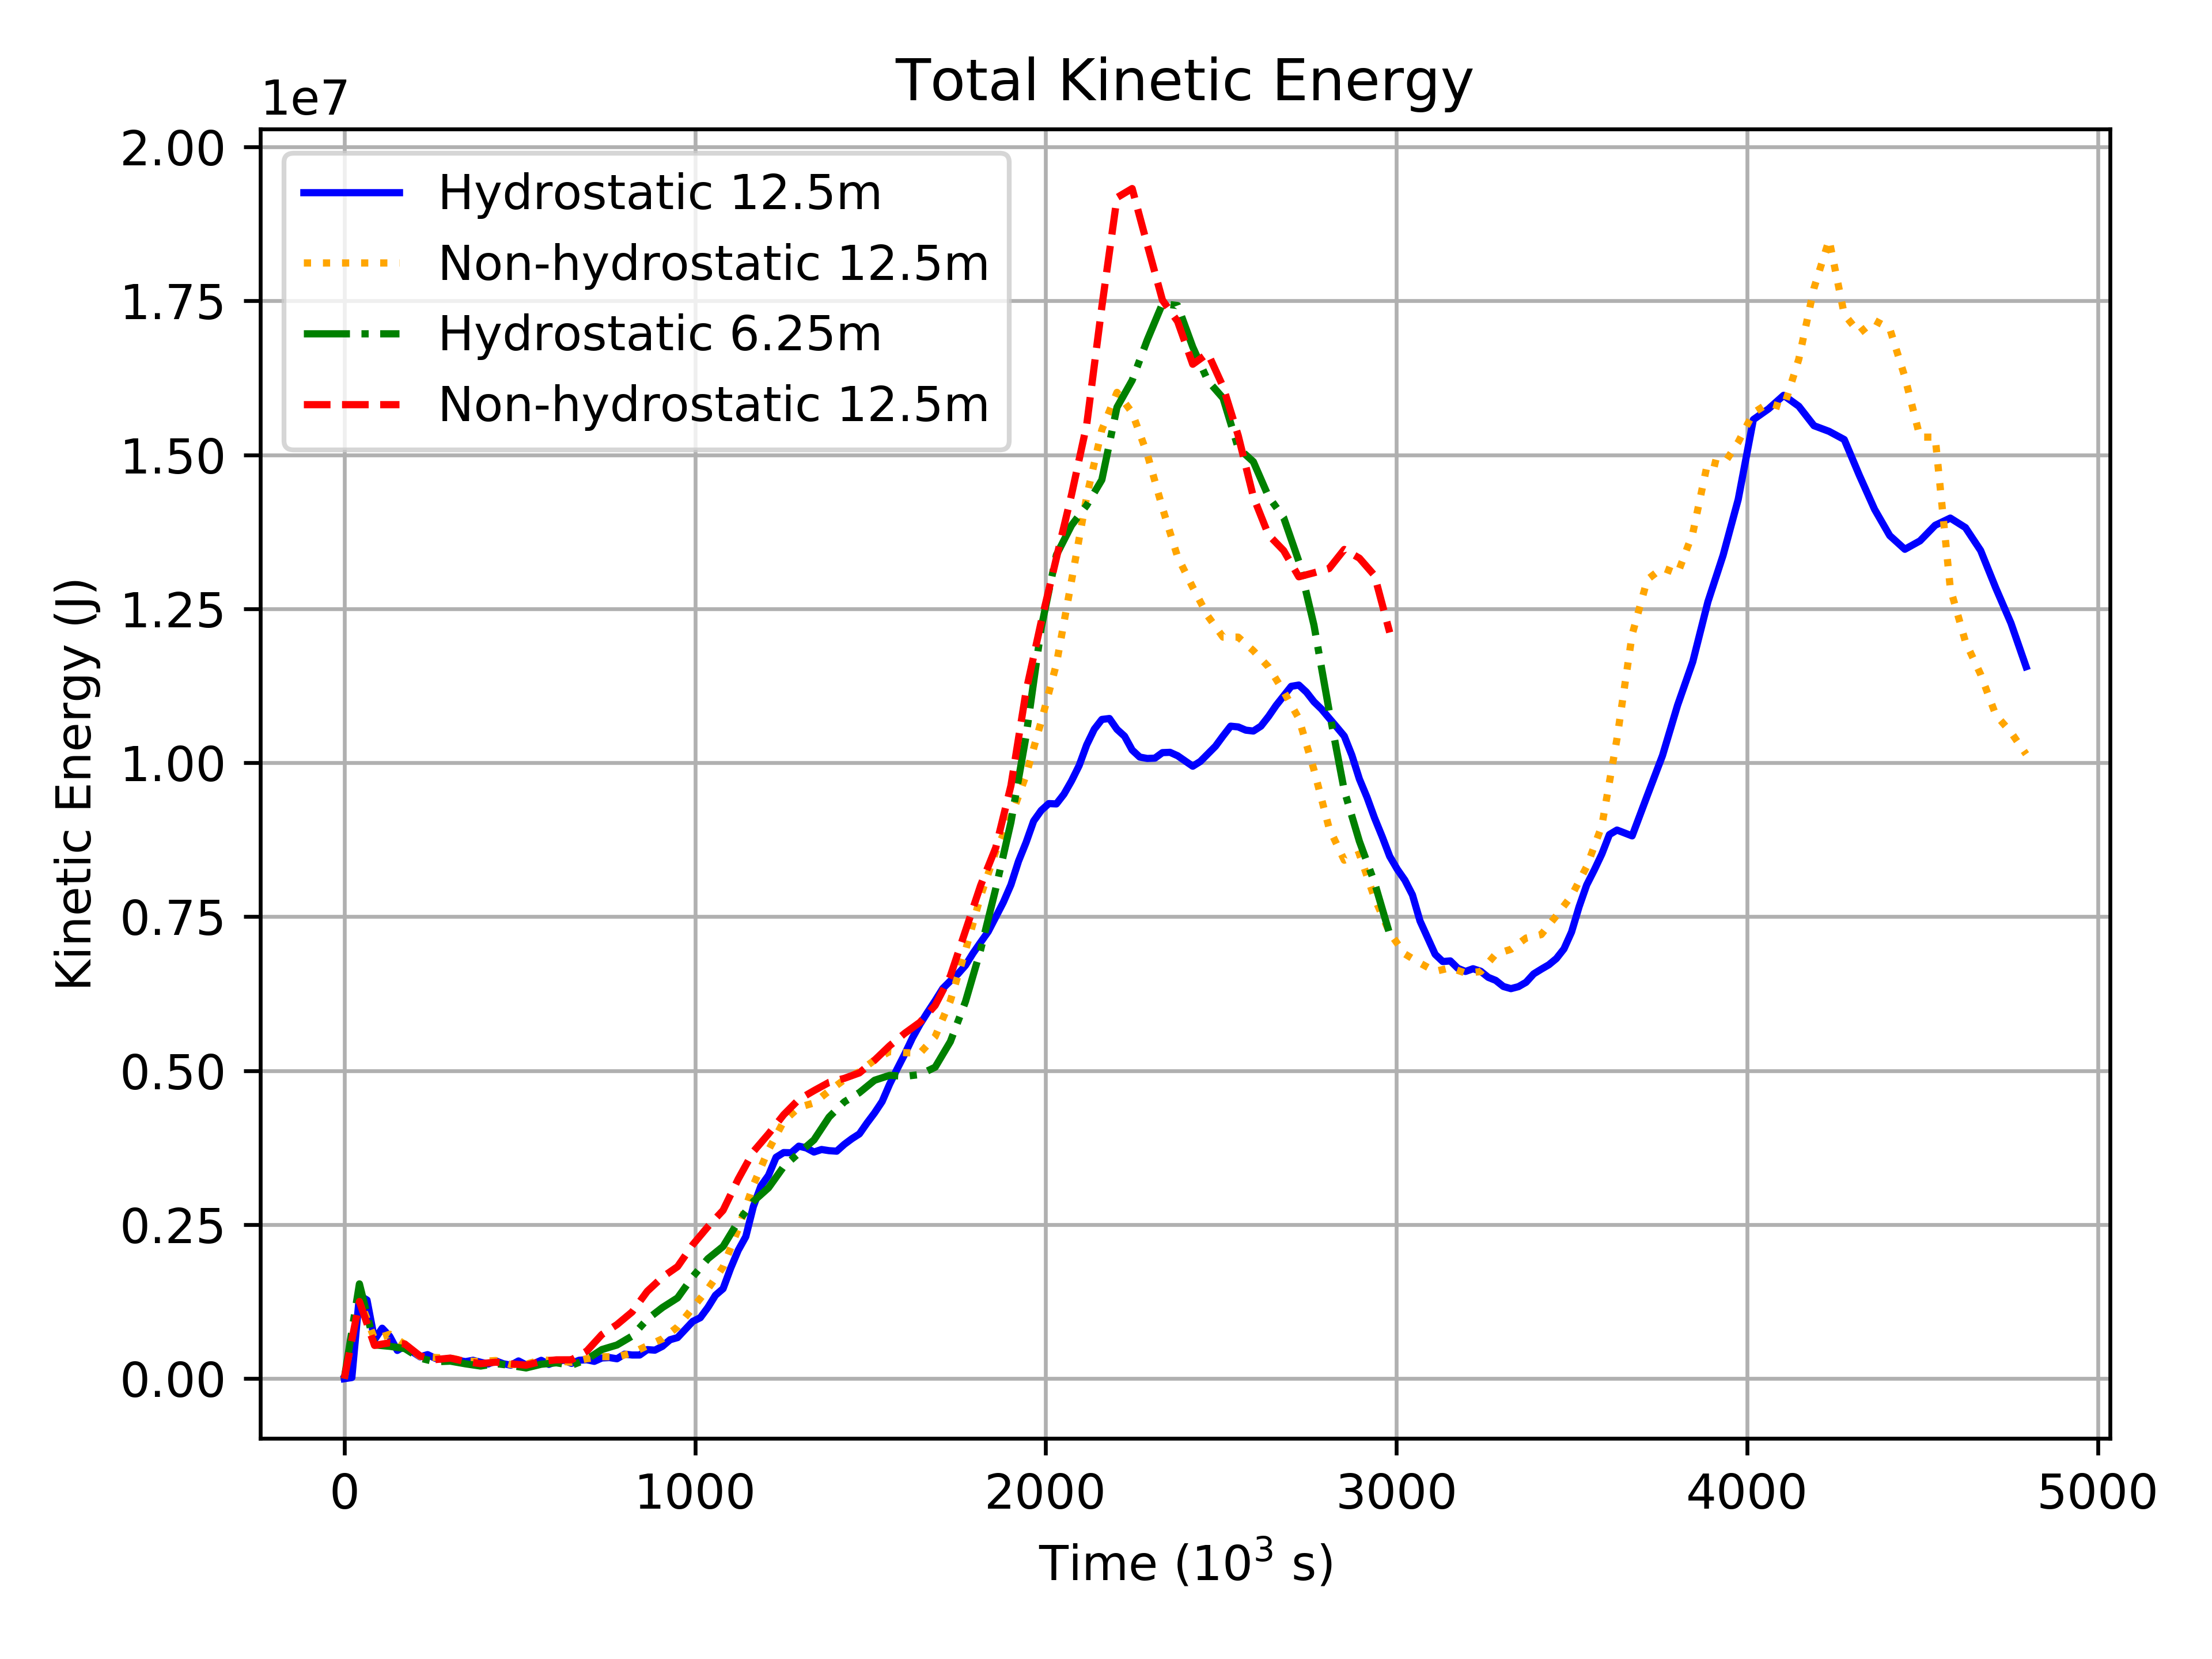 Total Kinetic Energy
1e7
2.00
1.75
1.50
1.25
1.00
0.75
0.50
0.25
0.00
Kinetic Energy (J)
Hydrostatic 12.5m
Non-hydrostatic 12.5m
Hydrostatic 6.25m
Non-hydrostatic 12.5m
0 1000 2000 3000 4000 5000
Time (10³ s)